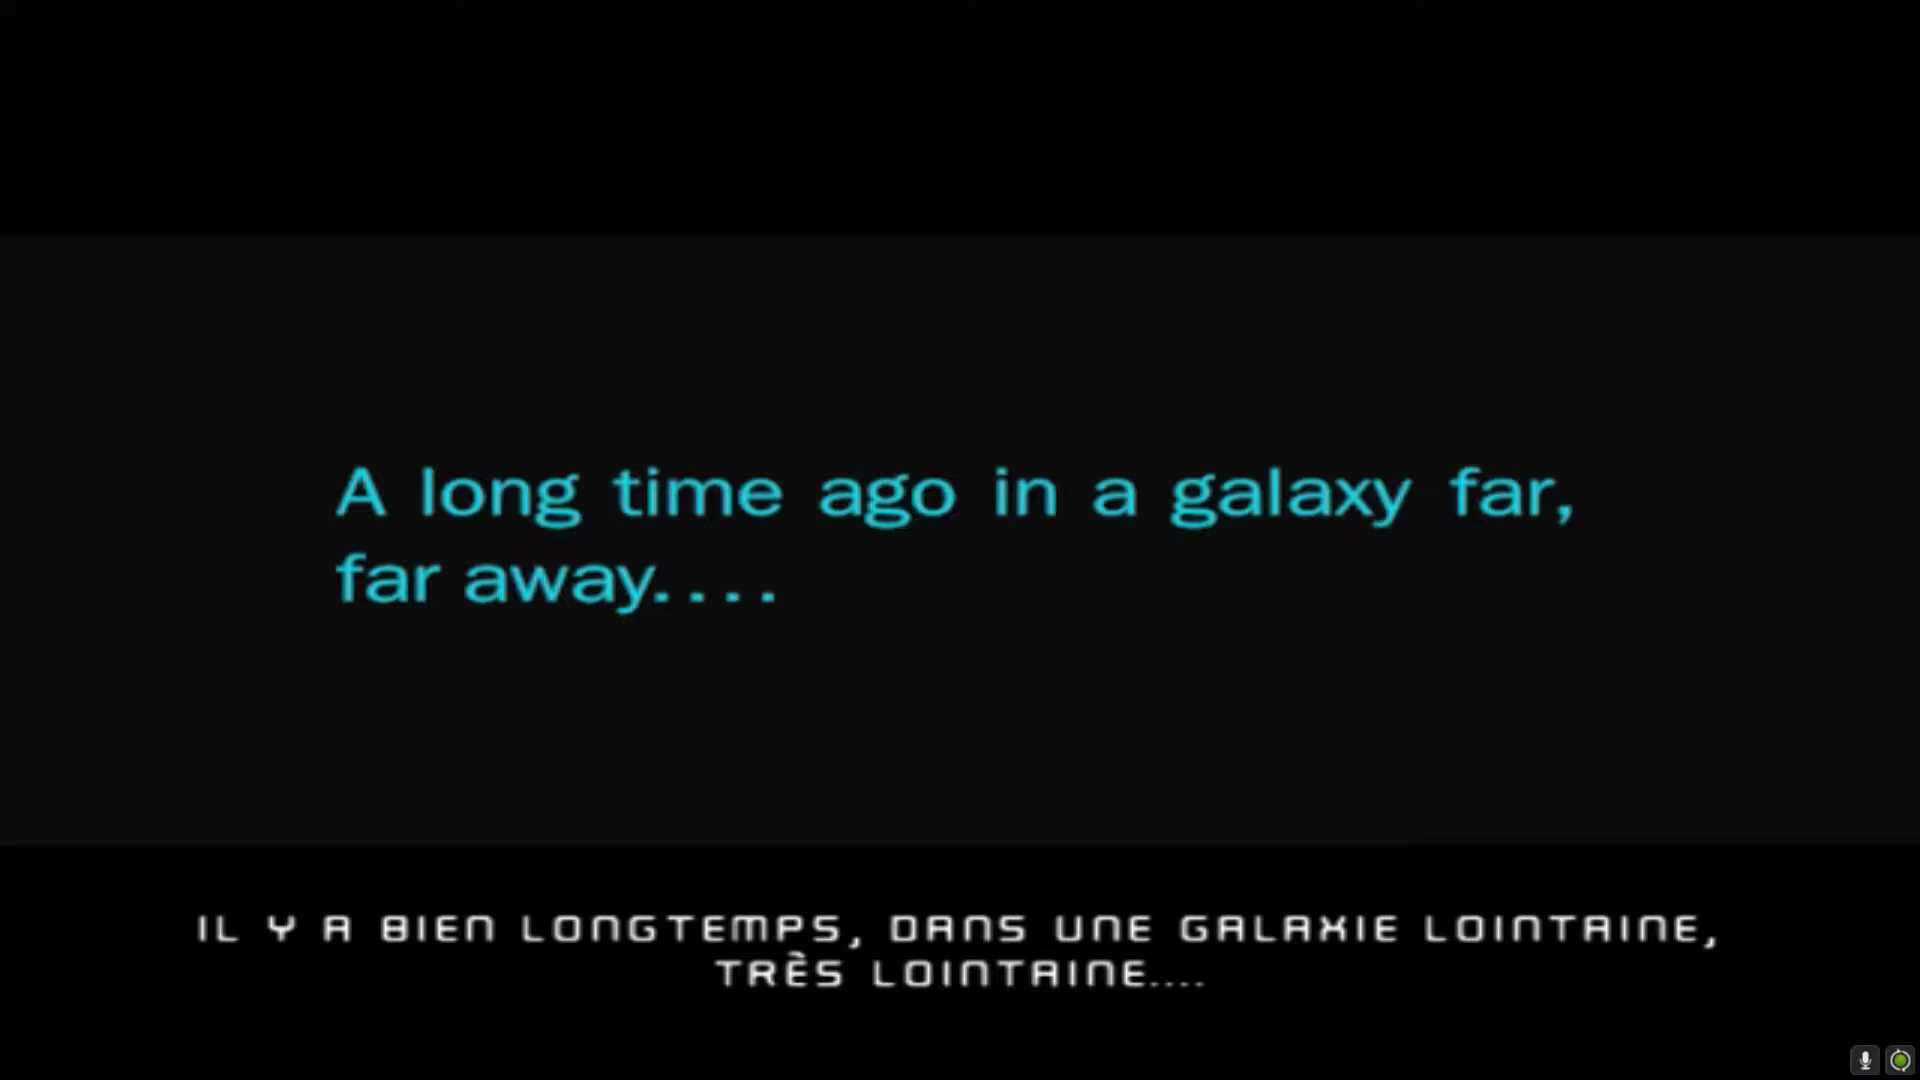 A long time ago in a galaxy far,
far away....
IL Y A BIEN LONGTEMPS, DANS UNE GALAXIE LOINTAINE,
TRÈS LOINTAINE....